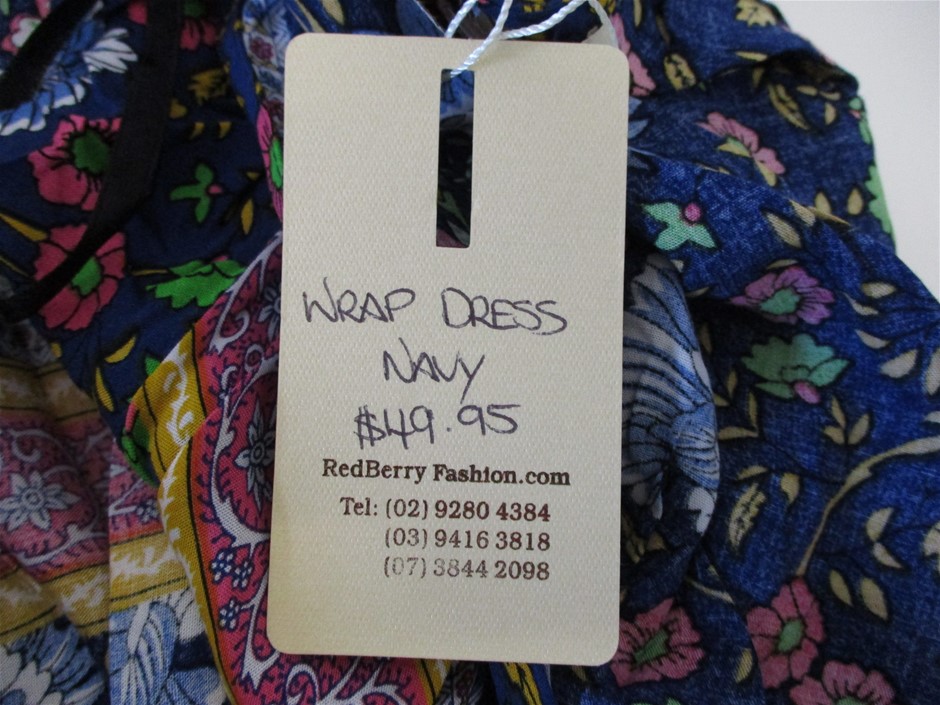 WRAP DRESS
NAVY
$49.95
RedBerry Fashion.com
Tel: (02) 9280 4384
(03) 9416 3818
(07) 3844 2098